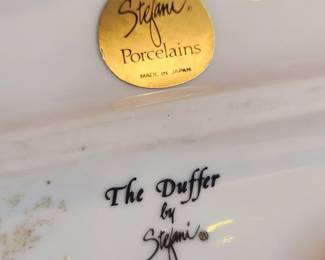 Stefani®
Porcelains
MADE IN JAPAN
The Duffer
by
Stefani®